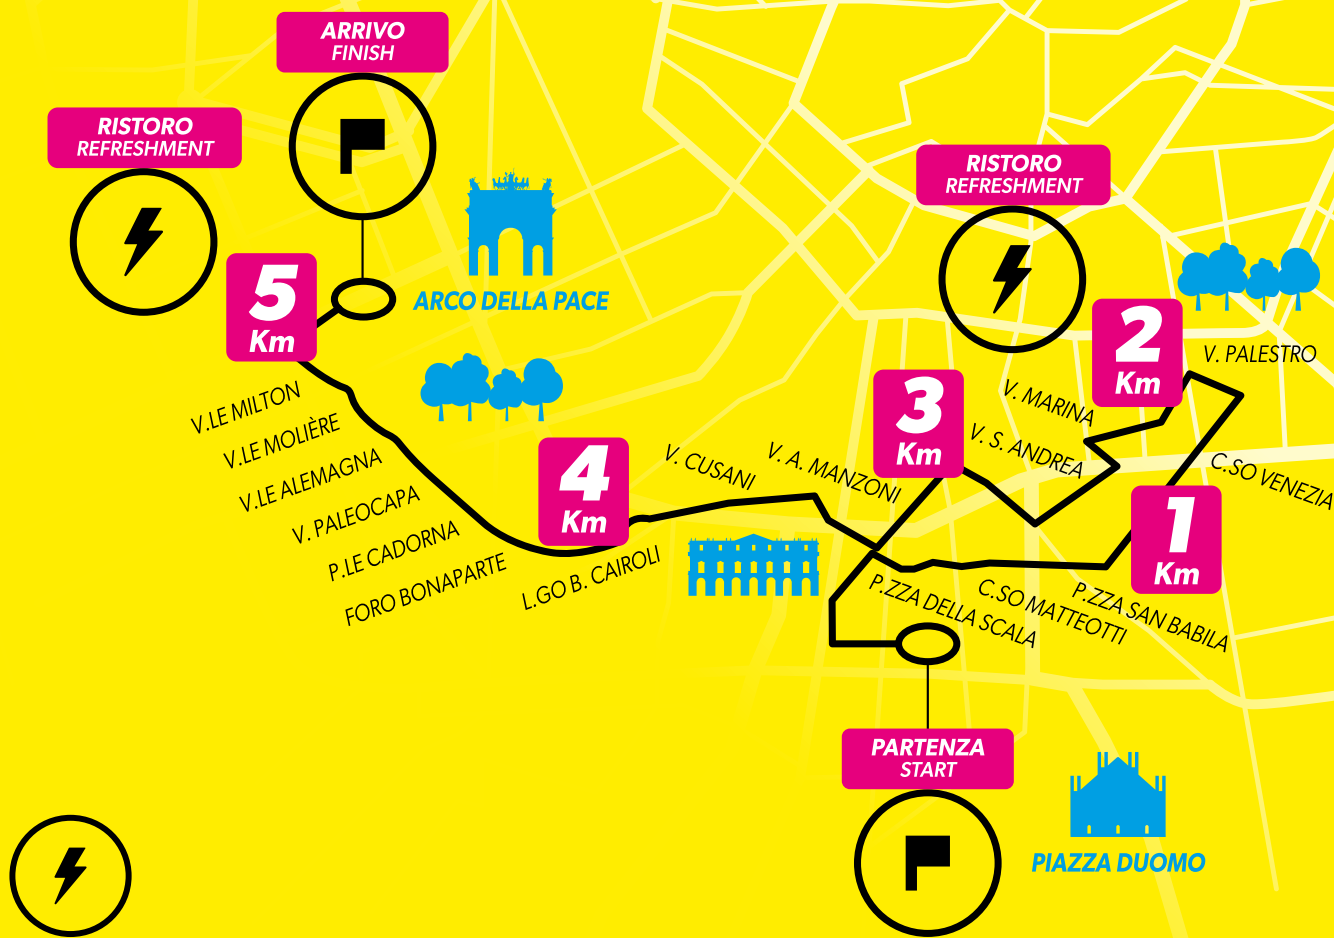 ARRIVO
FINISH
RISTORO
REFRESHMENT
RISTORO
REFRESHMENT
5
Km
ARCO DELLA PACE
2
Km
V. PALESTRO
3
Km
V. MARINA
V. S. ANDREA
V.LE MILTON
V.LE MOLIÈRE
V.LE ALEMAGNA
V. PALEOCAPA
P.LE CADORNA
FORO BONAPARTE
4
Km
L.GO B. CAIROLI
V. CUSANI
V. A. MANZONI
C.SO VENEZIA
1
Km
P.ZZA DELLA SCALA
C.SO MATTEOTTI
P.ZZA SAN BABILA
PARTENZA
START
PIAZZA DUOMO